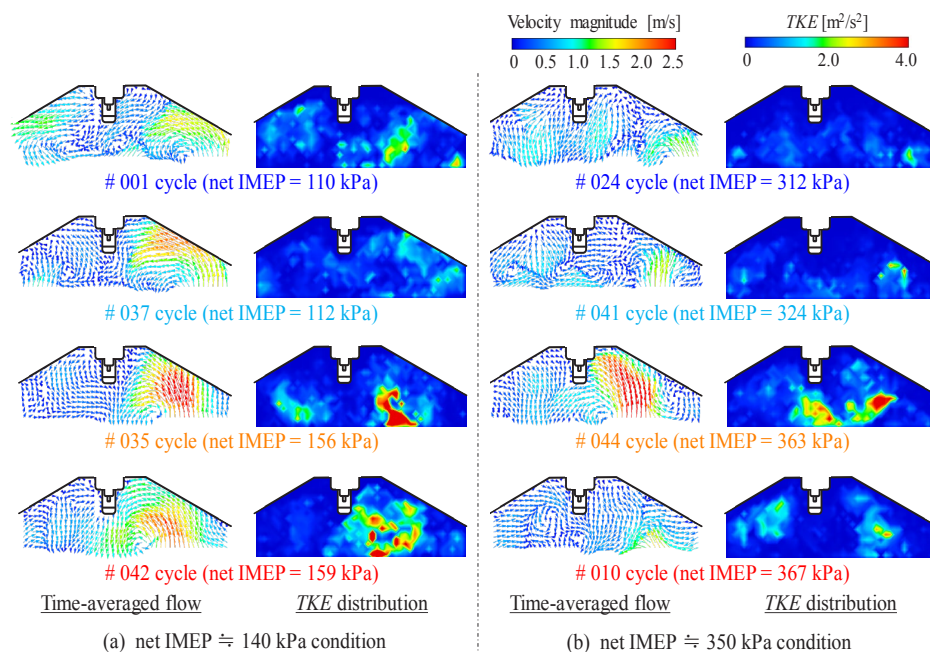 Velocity magnitude [m/s]
0 0.5 1.0 1.5 2.0 2.5
TKE [m²/s²]
0 2.0 4.0
# 001 cycle (net IMEP = 110 kPa)
# 024 cycle (net IMEP = 312 kPa)
# 037 cycle (net IMEP = 112 kPa)
# 041 cycle (net IMEP = 324 kPa)
# 035 cycle (net IMEP = 156 kPa)
# 044 cycle (net IMEP = 363 kPa)
# 042 cycle (net IMEP = 159 kPa)
# 010 cycle (net IMEP = 367 kPa)
Time-averaged flow
TKE distribution
Time-averaged flow
TKE distribution
(a) net IMEP ≒ 140 kPa condition
(b) net IMEP ≒ 350 kPa condition